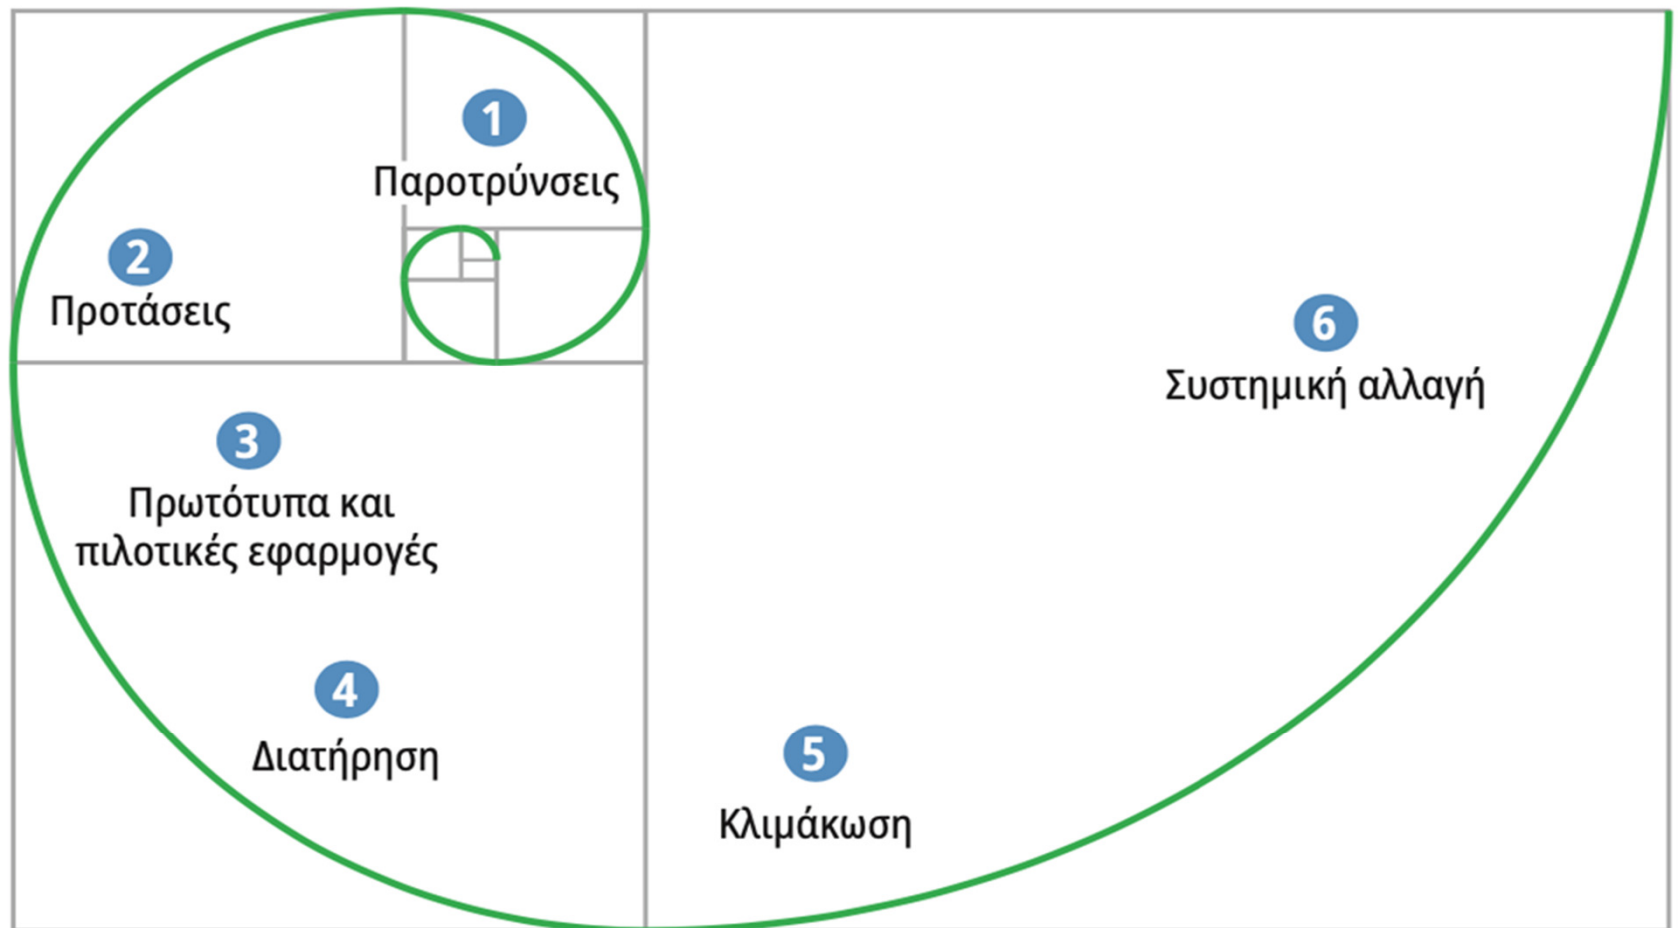 1
Παροτρύνσεις
2
Προτάσεις
3
Πρωτότυπα και
πιλοτικές εφαρμογές
4
Διατήρηση
5
Κλιμάκωση
6
Συστημική αλλαγή